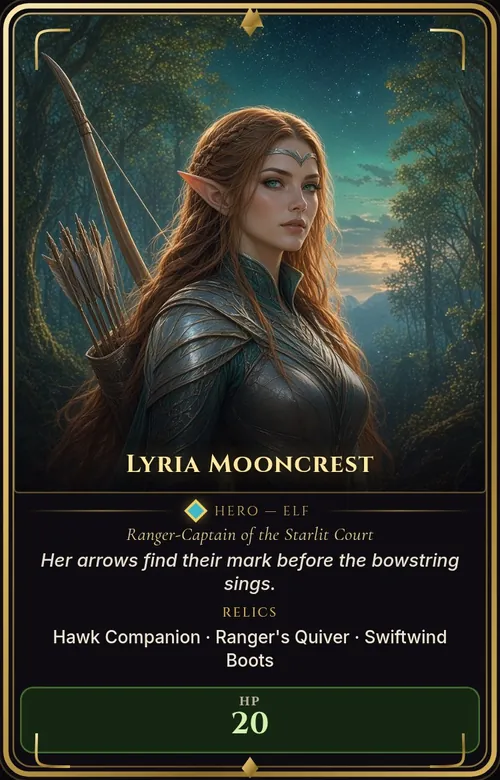 Lyria Mooncrest
HERO — ELF
Ranger-Captain of the Starlit Court
Her arrows find their mark before the bowstring
sings.
RELICS
Hawk Companion · Ranger's Quiver · Swiftwind
Boots
HP
20